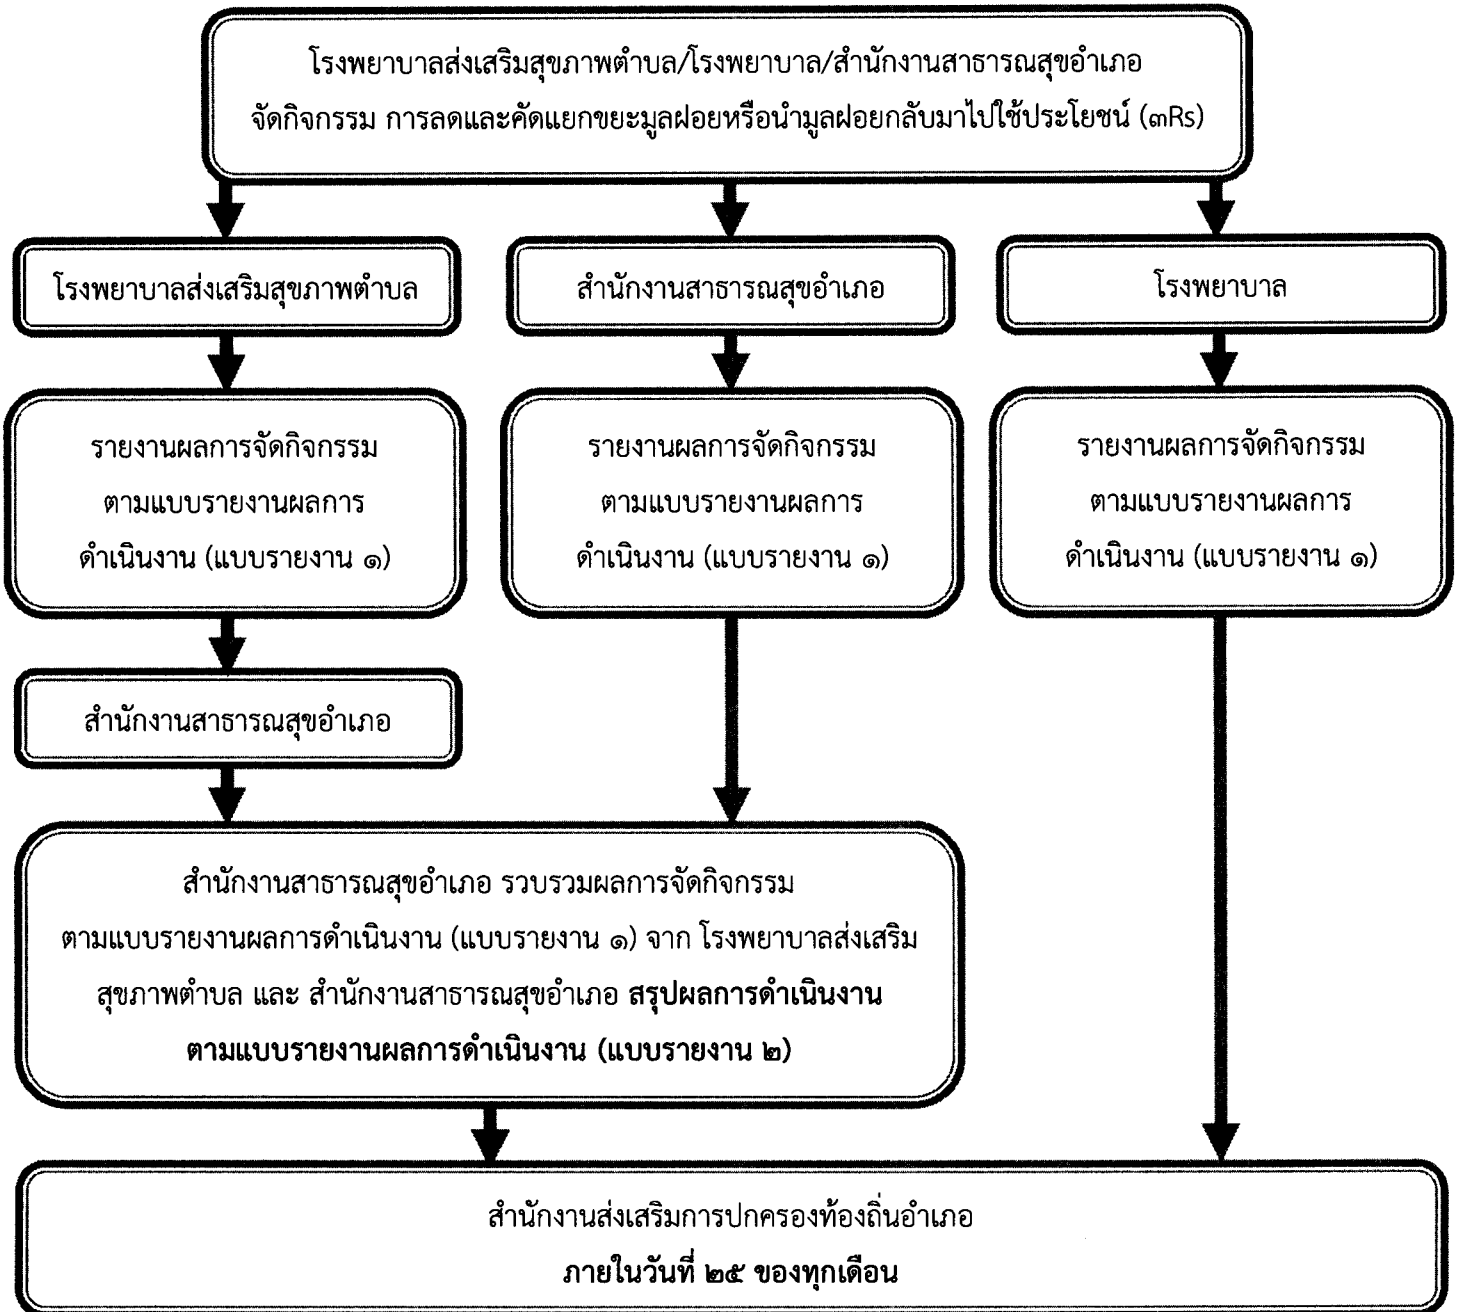 โรงพยาบาลส่งเสริมสุขภาพตำบล/โรงพยาบาล/สำนักงานสาธารณสุขอำเภอ
จัดกิจกรรม การลดและคัดแยกขยะมูลฝอยหรือนำมูลฝอยกลับมาไปใช้ประโยชน์ (๓Rs)
โรงพยาบาลส่งเสริมสุขภาพตำบล
สำนักงานสาธารณสุขอำเภอ
โรงพยาบาล
รายงานผลการจัดกิจกรรม
ตามแบบรายงานผลการ
ดำเนินงาน (แบบรายงาน ๑)
รายงานผลการจัดกิจกรรม
ตามแบบรายงานผลการ
ดำเนินงาน (แบบรายงาน ๑)
รายงานผลการจัดกิจกรรม
ตามแบบรายงานผลการ
ดำเนินงาน (แบบรายงาน ๑)
สำนักงานสาธารณสุขอำเภอ
สำนักงานสาธารณสุขอำเภอ รวบรวมผลการจัดกิจกรรม
ตามแบบรายงานผลการดำเนินงาน (แบบรายงาน ๑) จาก โรงพยาบาลส่งเสริม
สุขภาพตำบล และ สำนักงานสาธารณสุขอำเภอ สรุปผลการดำเนินงาน
ตามแบบรายงานผลการดำเนินงาน (แบบรายงาน ๒)
สำนักงานส่งเสริมการปกครองท้องถิ่นอำเภอ
ภายในวันที่ ๒๕ ของทุกเดือน